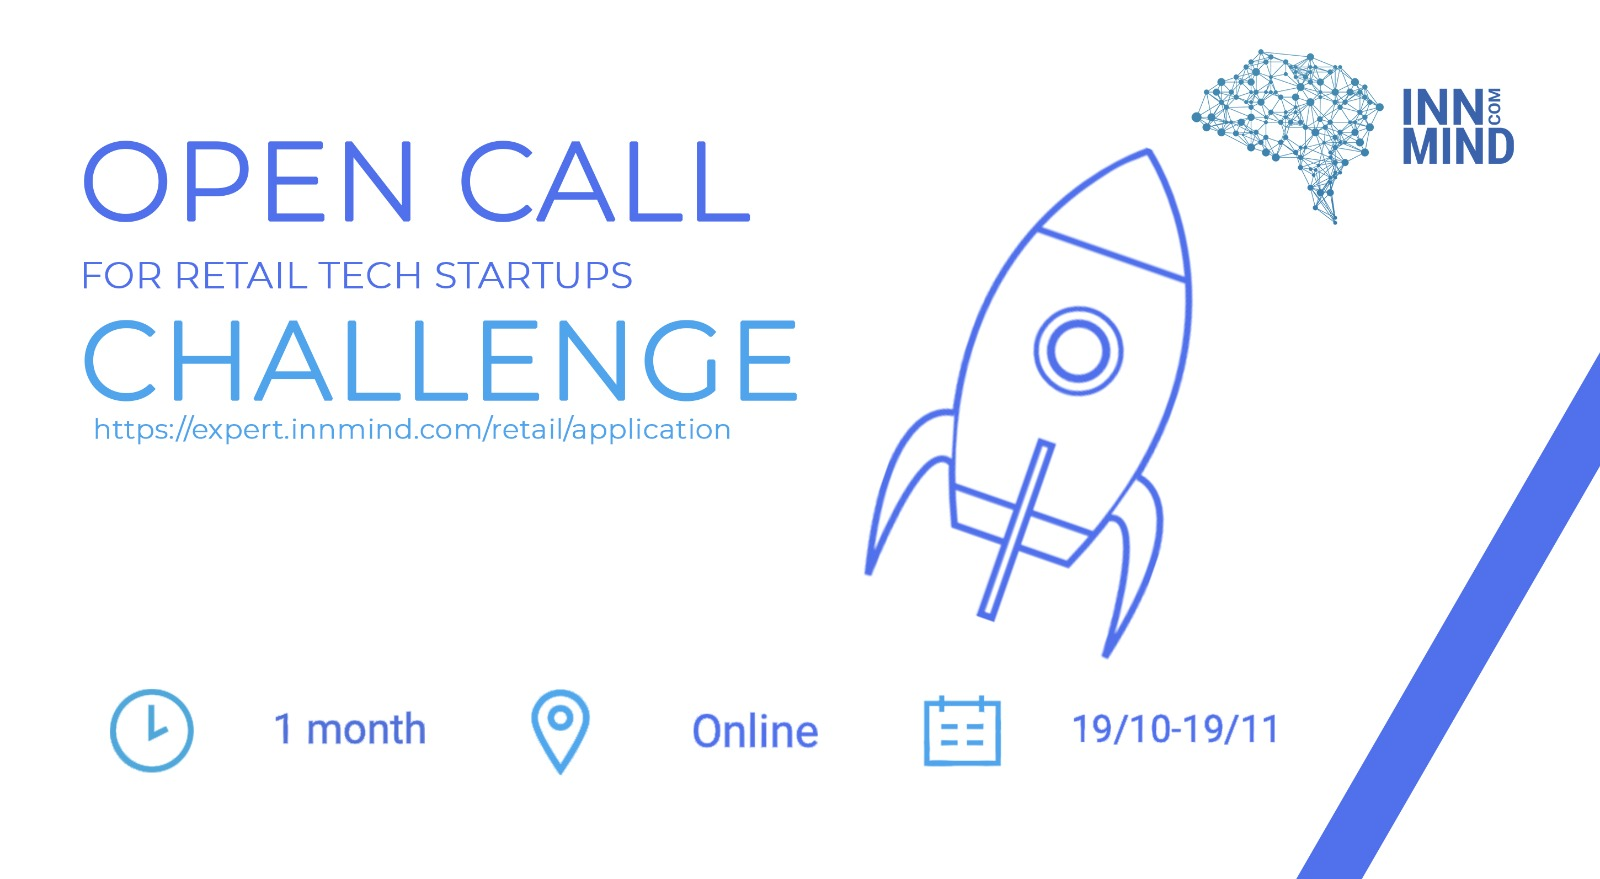 OPEN CALL
FOR RETAIL TECH STARTUPS
CHALLENGE
https://expert.innmind.com/retail/application
INN
COM
MIND
1 month
Online
19/10-19/11